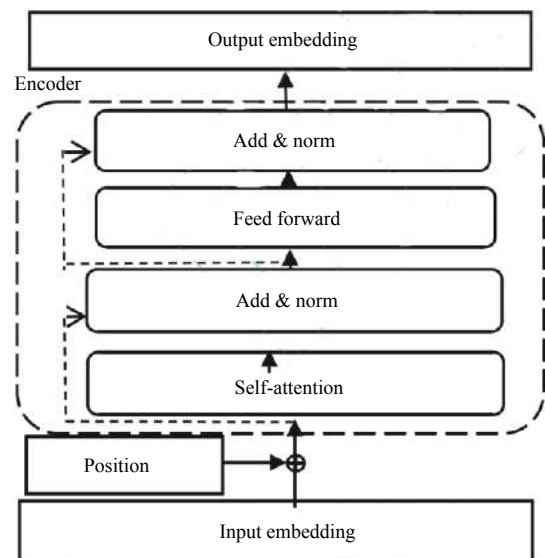 Output embedding
Encoder
Add & norm
Feed forward
Add & norm
Self-attention
Position
Input embedding